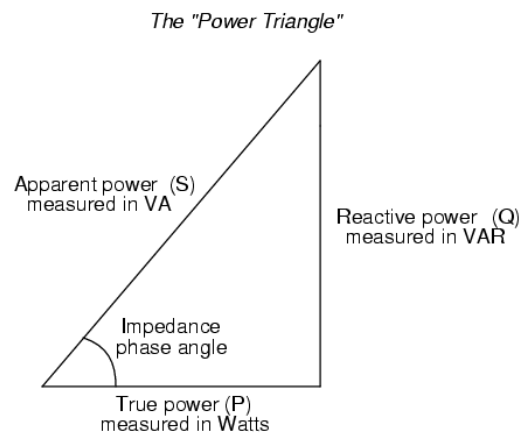 The "Power Triangle"
Apparent power (S)
measured in VA
Reactive power (Q)
measured in VAR
Impedance
phase angle
True power (P)
measured in Watts